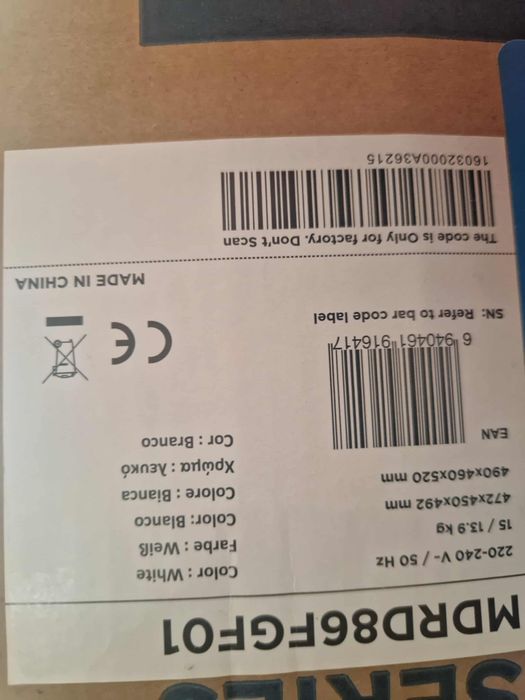 SERIES
MDRD86FGF01
220-240 V~ / 50 Hz
15 / 13.9 kg
472x450x492 mm
490x460x520 mm
EAN
6 940461 916417
SN: Refer to bar code label
Color : White
Farbe : Weiß
Color: Blanco
Colore : Bianca
Χρώμα : λευκό
Cor : Branco
CE
MADE IN CHINA
The code is Only for factory. Don't Scan
16032000A36215